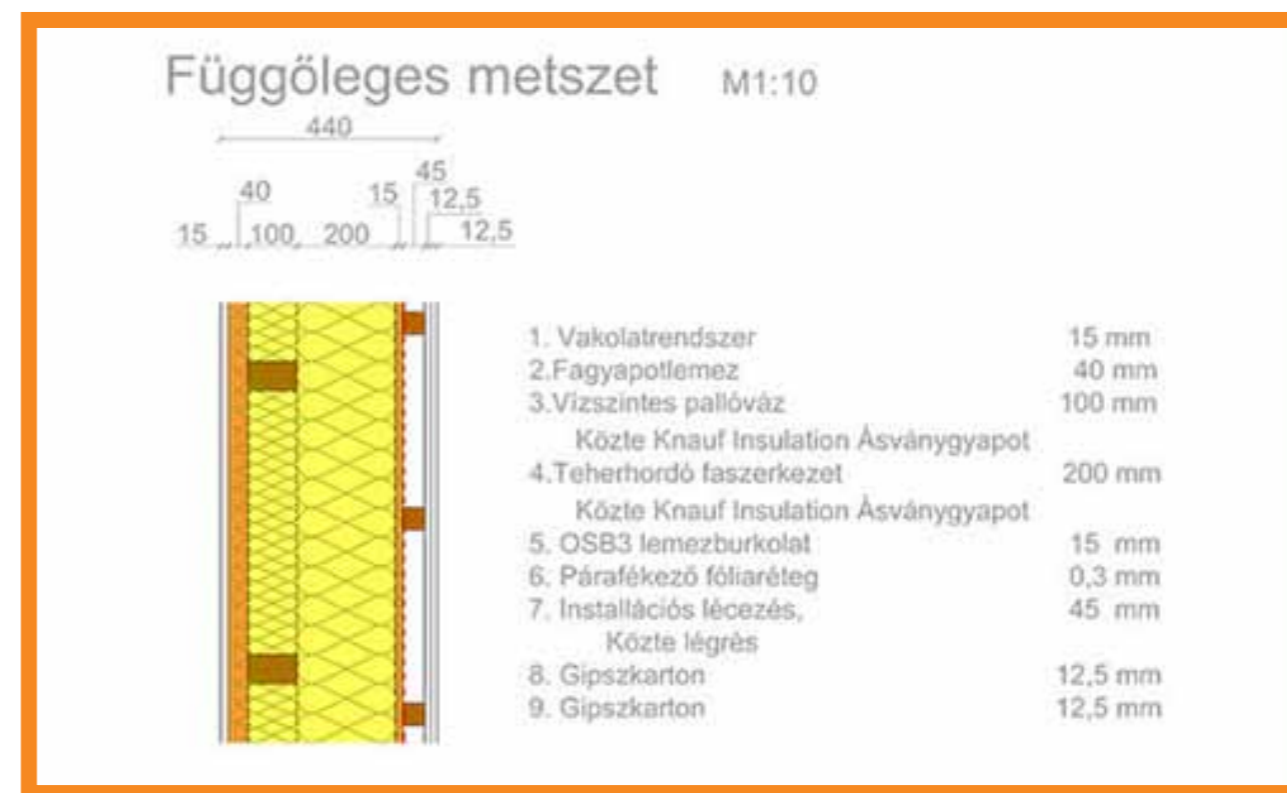 Függőleges metszet M1:10
440
45
40 15 12,5
15 100 200 12,5
1. Vakolatrendszer 15 mm
2.Fagyapotlemez 40 mm
3.Vízszintes pallóváz 100 mm
Közte Knauf Insulation Ásványgyapot
4.Teherhordó faszerkezet 200 mm
Közte Knauf Insulation Ásványgyapot
5. OSB3 lemezburkolat 15 mm
6. Párafékező fóliaréteg 0,3 mm
7. Installációs lécezés, 45 mm
Közte légrés
8. Gipszkarton 12,5 mm
9. Gipszkarton 12,5 mm